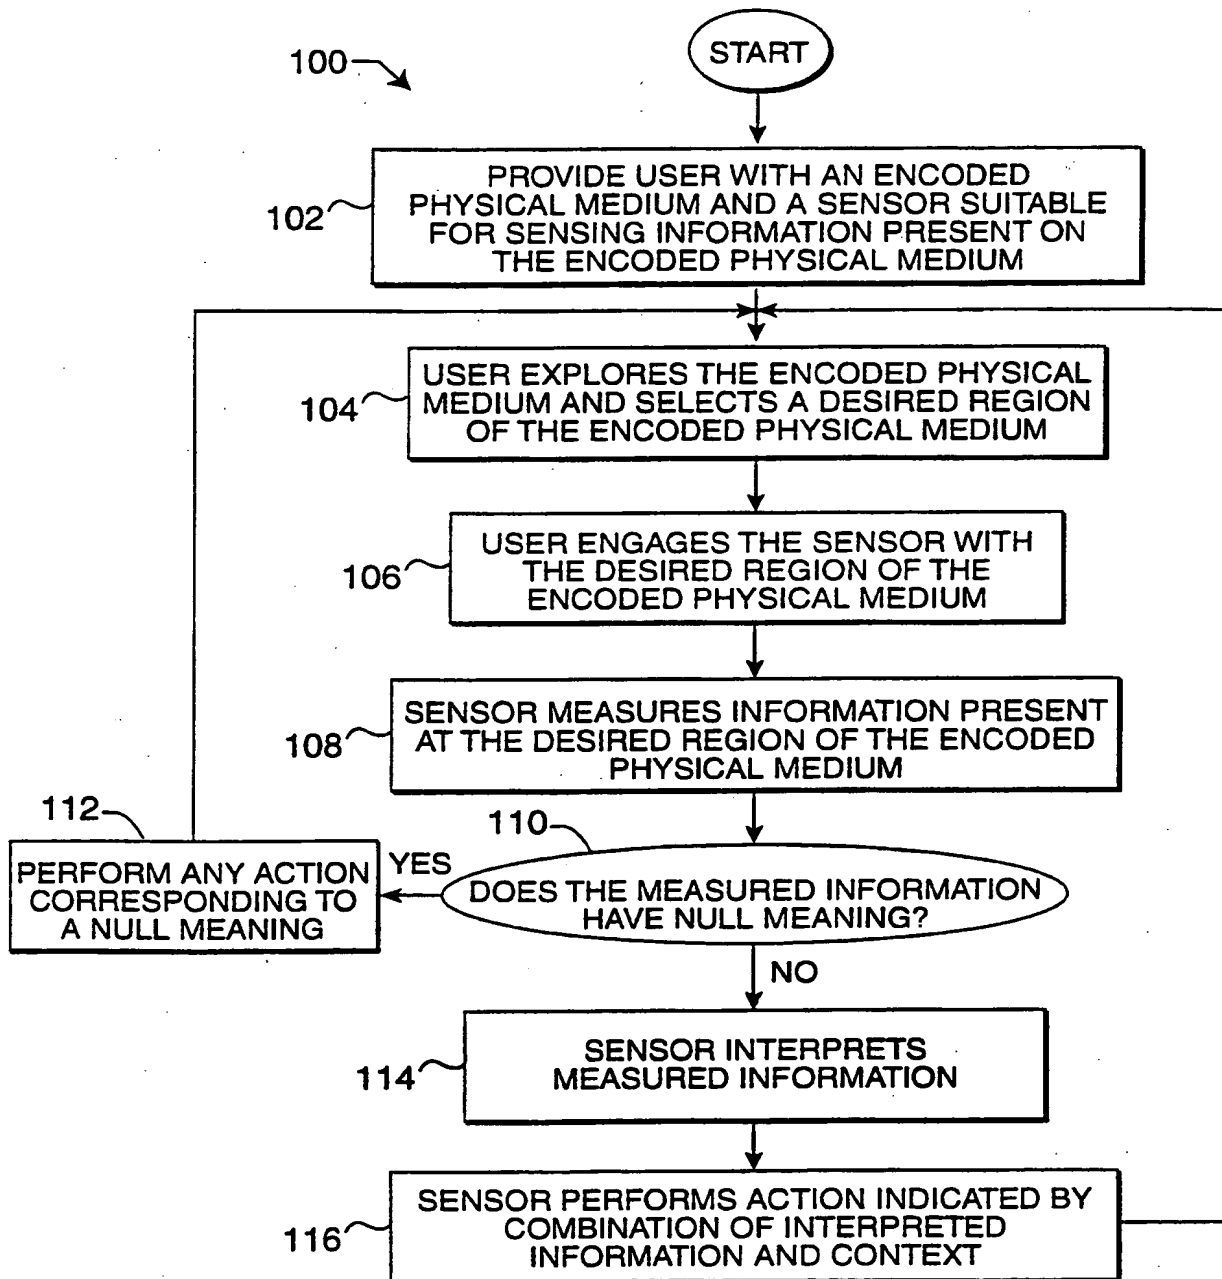 START
100
PROVIDE USER WITH AN ENCODED
PHYSICAL MEDIUM AND A SENSOR SUITABLE
FOR SENSING INFORMATION PRESENT ON
THE ENCODED PHYSICAL MEDIUM
102
USER EXPLORES THE ENCODED PHYSICAL
MEDIUM AND SELECTS A DESIRED REGION
OF THE ENCODED PHYSICAL MEDIUM
104
USER ENGAGES THE SENSOR WITH
THE DESIRED REGION OF THE
ENCODED PHYSICAL MEDIUM
106
SENSOR MEASURES INFORMATION PRESENT
AT THE DESIRED REGION OF THE ENCODED
PHYSICAL MEDIUM
108
110
DOES THE MEASURED INFORMATION
HAVE NULL MEANING?
YES
112
PERFORM ANY ACTION
CORRESPONDING TO
A NULL MEANING
NO
SENSOR INTERPRETS
MEASURED INFORMATION
114
SENSOR PERFORMS ACTION INDICATED BY
COMBINATION OF INTERPRETED
INFORMATION AND CONTEXT
116